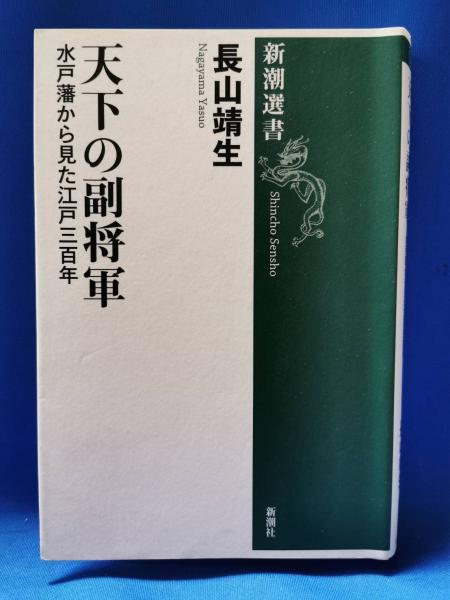 新潮選書
Shincho Sensho
長山靖生
Nagayama Yasuo
天下の副将軍
水戸藩から見た江戸三百年
新潮社